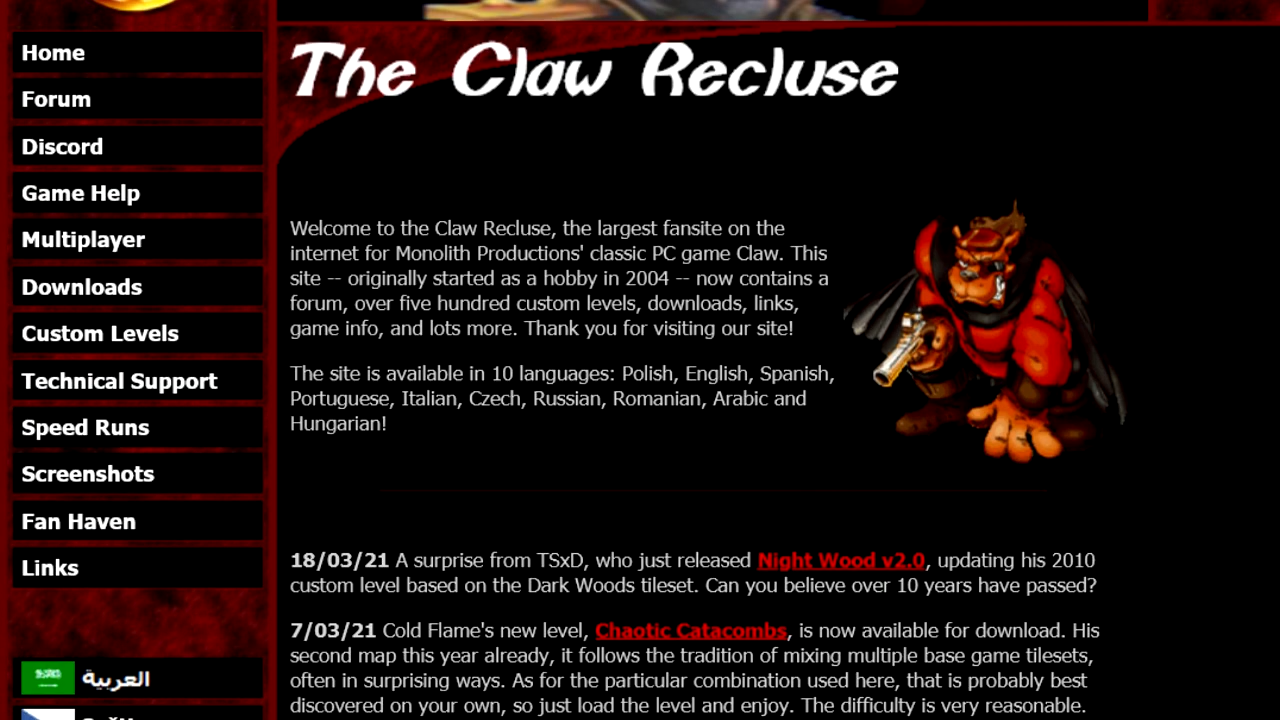 Home
Forum
Discord
Game Help
Multiplayer
Downloads
Custom Levels
Technical Support
Speed Runs
Screenshots
Fan Haven
Links
العربية
The Claw Recluse
Welcome to the Claw Recluse, the largest fansite on the
internet for Monolith Productions' classic PC game Claw. This
site -- originally started as a hobby in 2004 -- now contains a
forum, over five hundred custom levels, downloads, links,
game info, and lots more. Thank you for visiting our site!
The site is available in 10 languages: Polish, English, Spanish,
Portuguese, Italian, Czech, Russian, Romanian, Arabic and
Hungarian!
18/03/21 A surprise from TSxD, who just released Night Wood v2.0, updating his 2010
custom level based on the Dark Woods tileset. Can you believe over 10 years have passed?
7/03/21 Cold Flame's new level, Chaotic Catacombs, is now available for download. His
second map this year already, it follows the tradition of mixing multiple base game tilesets,
often in surprising ways. As for the particular combination used here, that is probably best
discovered on your own, so just load the level and enjoy. The difficulty is very reasonable.